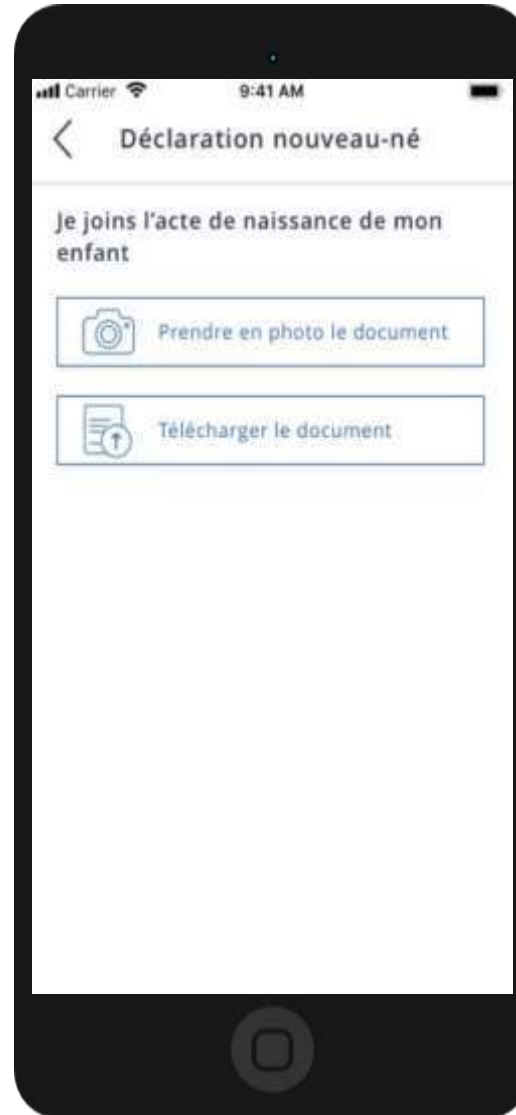 Carrier 9:41 AM
Déclaration nouveau-né
Je joins l'acte de naissance de mon
enfant
Prendre en photo le document
Télécharger le document